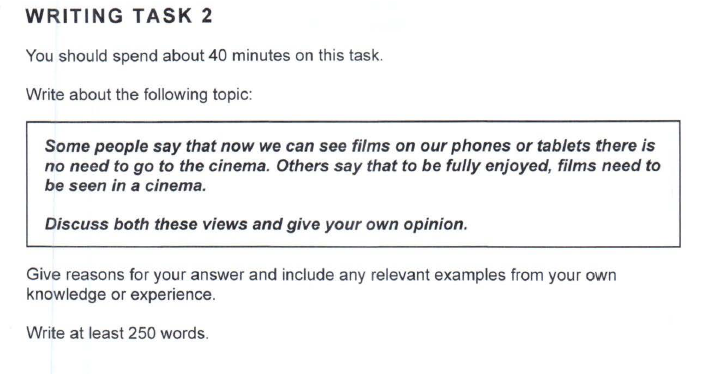 WRITING TASK 2
You should spend about 40 minutes on this task.
Write about the following topic:
Some people say that now we can see films on our phones or tablets there is
no need to go to the cinema. Others say that to be fully enjoyed, films need to
be seen in a cinema.
Discuss both these views and give your own opinion.
Give reasons for your answer and include any relevant examples from your own
knowledge or experience.
Write at least 250 words.